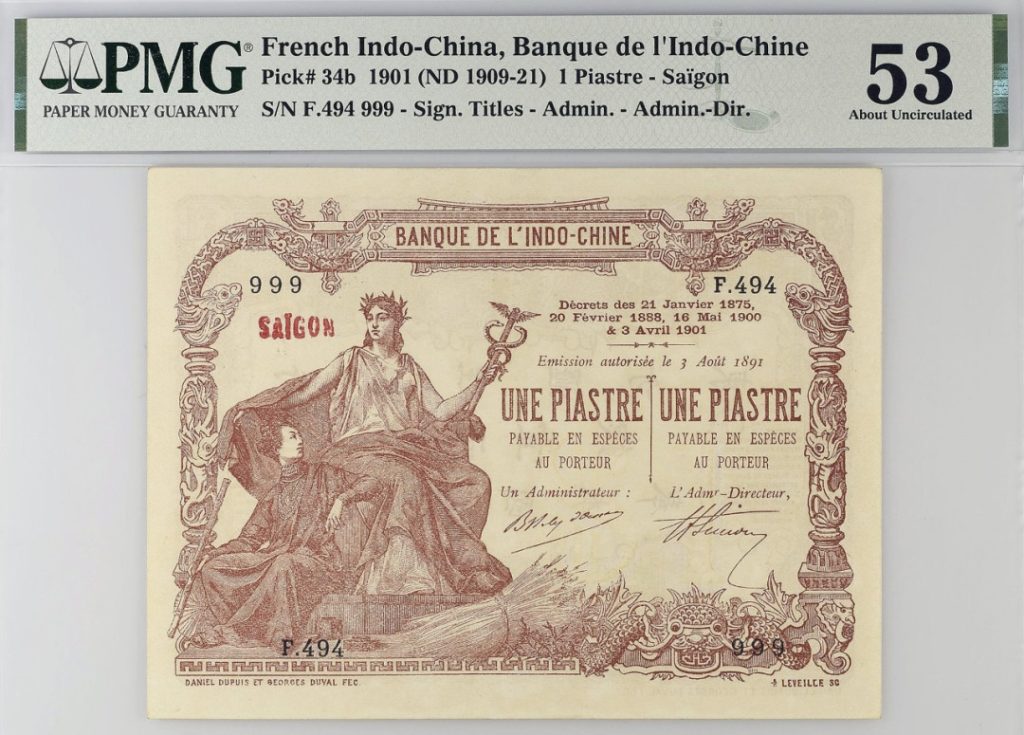 PMG®
PAPER MONEY GUARANTY
French Indo-China, Banque de l'Indo-Chine
Pick# 34b 1901 (ND 1909-21) 1 Piastre - Saïgon
S/N F.494 999 - Sign. Titles - Admin. - Admin.-Dir.
53
About Uncirculated
BANQUE DE L'INDO-CHINE
999
F.494
SAÏGON
Décrets des 21 Janvier 1875,
20 Février 1888, 16 Mai 1900
& 3 Avril 1901
Emission autorisée le 3 Août 1891
UNE PIASTRE
PAYABLE EN ESPÈCES
AU PORTEUR
Un Administrateur :
UNE PIASTRE
PAYABLE EN ESPÈCES
AU PORTEUR
L'Admr-Directeur,
F.494
999
DANIEL DUPUIS ET GEORGES DUVAL FEC.
LEVEILLE SC